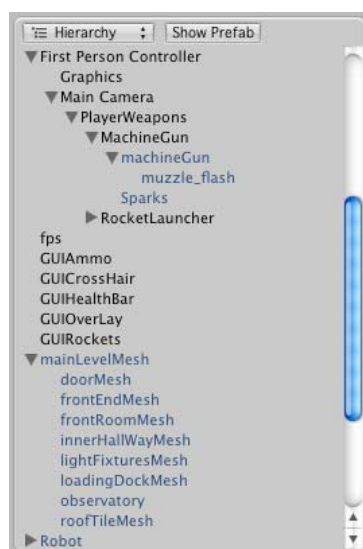 Hierarchy Show Prefab
First Person Controller
Graphics
Main Camera
PlayerWeapons
MachineGun
machineGun
muzzle_flash
Sparks
RocketLauncher
fps
GUIAmmo
GUICrossHair
GUIHealthBar
GUIOverLay
GUIRockets
mainLevelMesh
doorMesh
frontEndMesh
frontRoomMesh
innerHallWayMesh
lightFixturesMesh
loadingDockMesh
observatory
roofTileMesh
Robot